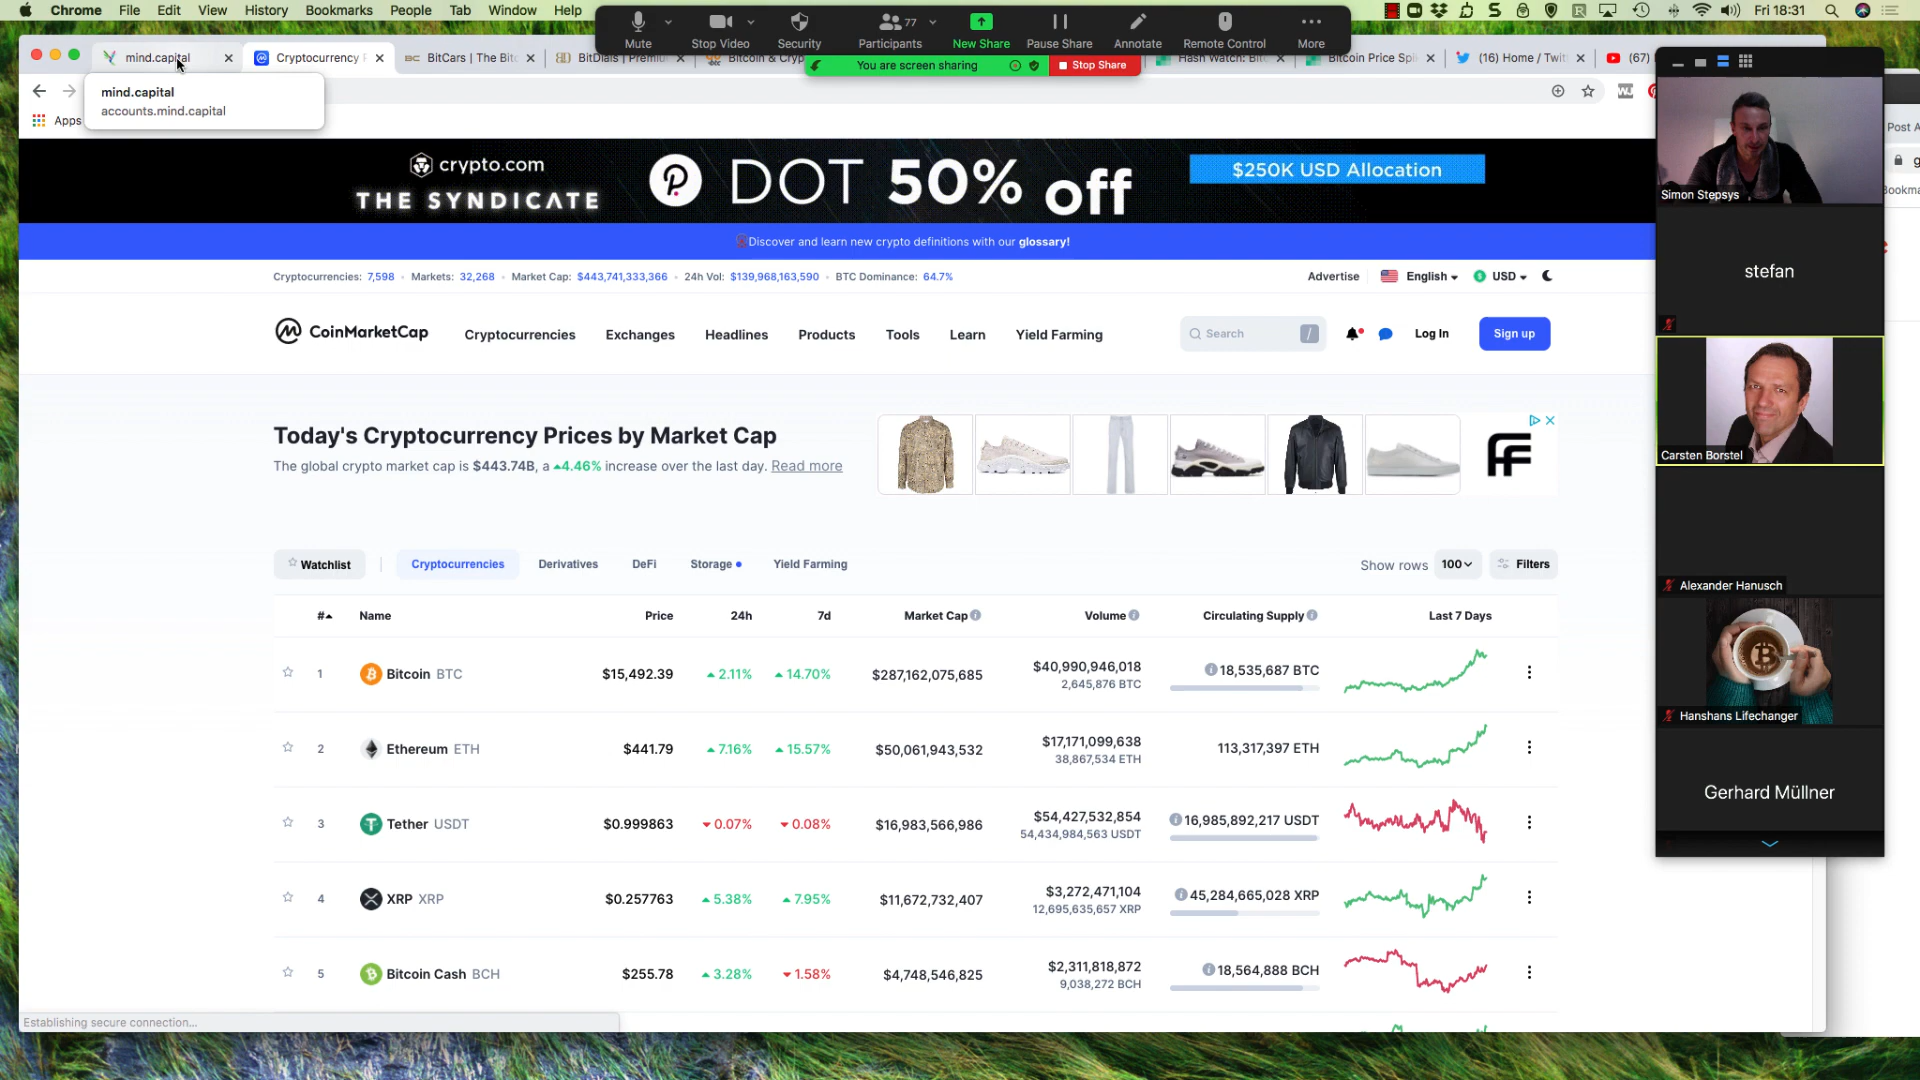 Chrome File Edit View History Bookmarks People Tab Window Help
Fri 18:31
Mute
Stop Video
Security
77
Participants
New Share
Pause Share
Annotate
Remote Control
More
You are screen sharing
Stop Share
mind.capital
Cryptocurrency P
BitCars | The Bitc
BitDials | Premiu
Bitcoin & Cryp
Hash Watch: Bitc
Bitcoin Price Spik
(16) Home / Twit
(67)
mind.capital
accounts.mind.capital
Apps
Post A
Bookma
crypto.com
THE SYNDICATE
DOT 50% off
$250K USD Allocation
Discover and learn new crypto definitions with our glossary!
Cryptocurrencies: 7,598 • Markets: 32,268 • Market Cap: $443,741,333,366 • 24h Vol: $139,968,163,590 • BTC Dominance: 64.7%
Advertise English USD
CoinMarketCap
Cryptocurrencies Exchanges Headlines Products Tools Learn Yield Farming
Search /
Log In
Sign up
Today's Cryptocurrency Prices by Market Cap
The global crypto market cap is $443.74B, a 4.46% increase over the last day. Read more
Watchlist
Cryptocurrencies Derivatives DeFi Storage Yield Farming
Show rows 100 Filters
# Name Price 24h 7d Market Cap Volume Circulating Supply Last 7 Days
1 Bitcoin BTC $15,492.39 2.11% 14.70% $287,162,075,685 $40,990,946,018 18,535,687 BTC
2,645,876 BTC
2 Ethereum ETH $441.79 7.16% 15.57% $50,061,943,532 $17,171,099,638 113,317,397 ETH
38,867,534 ETH
3 Tether USDT $0.999863 0.07% 0.08% $16,983,566,986 $54,427,532,854 16,985,892,217 USDT
54,434,984,563 USDT
4 XRP XRP $0.257763 5.38% 7.95% $11,672,732,407 $3,272,471,104 45,284,665,028 XRP
12,695,635,657 XRP
5 Bitcoin Cash BCH $255.78 3.28% 1.58% $4,748,546,825 $2,311,818,872 18,564,888 BCH
9,038,272 BCH
Establishing secure connection...
Simon Stepsys
stefan
Carsten Borstel
Alexander Hanusch
Hanshans Lifechanger
Gerhard Müllner